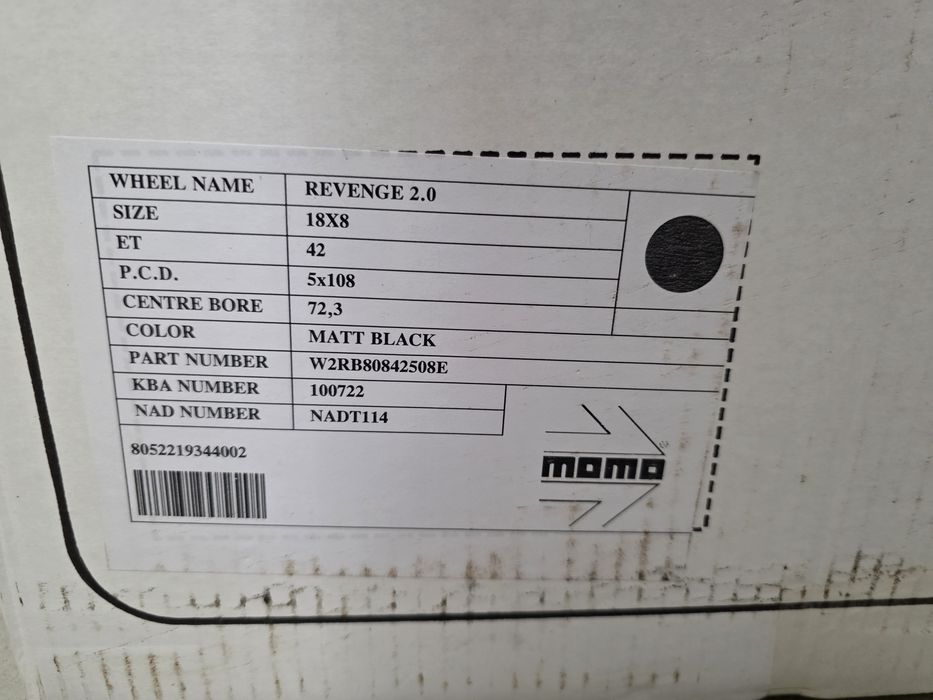 WHEEL NAME REVENGE 2.0
SIZE 18X8
ET 42
P.C.D. 5x108
CENTRE BORE 72,3
COLOR MATT BLACK
PART NUMBER W2RB80842508E
KBA NUMBER 100722
NAD NUMBER NADT114
8052219344002
momo